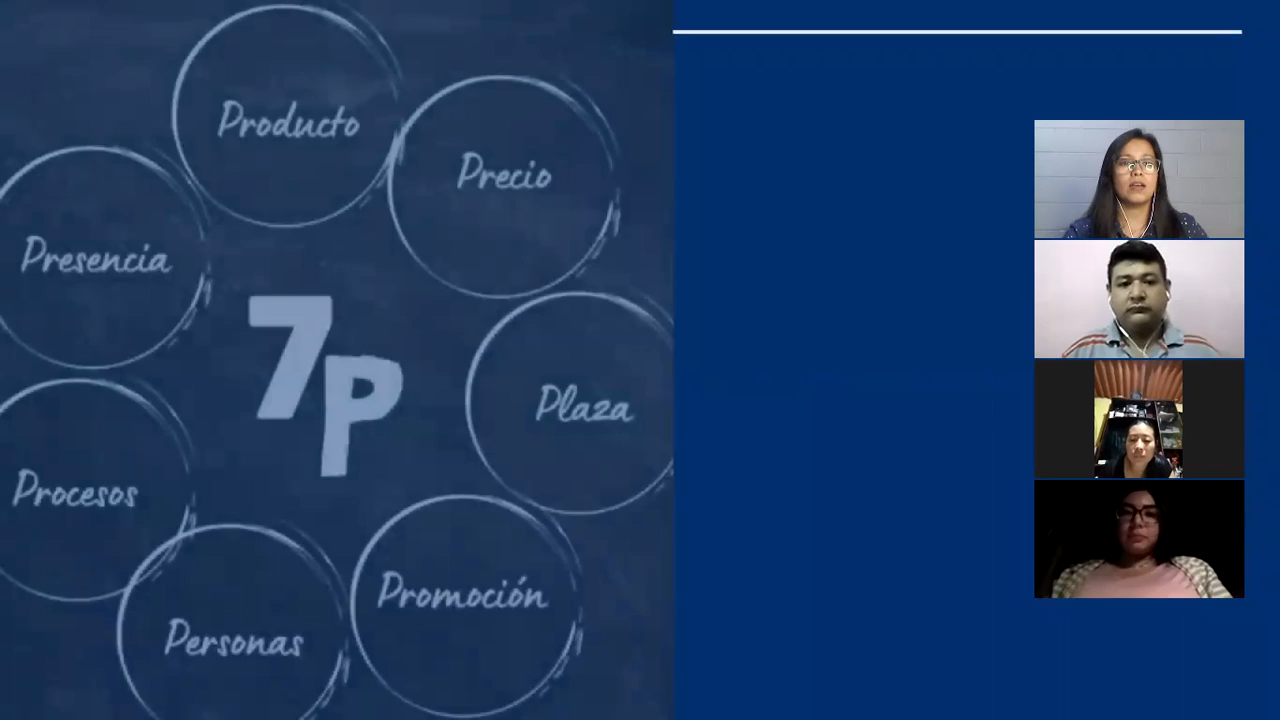 Producto
Precio
Presencia
7P
Plaza
Procesos
Promoción
Personas